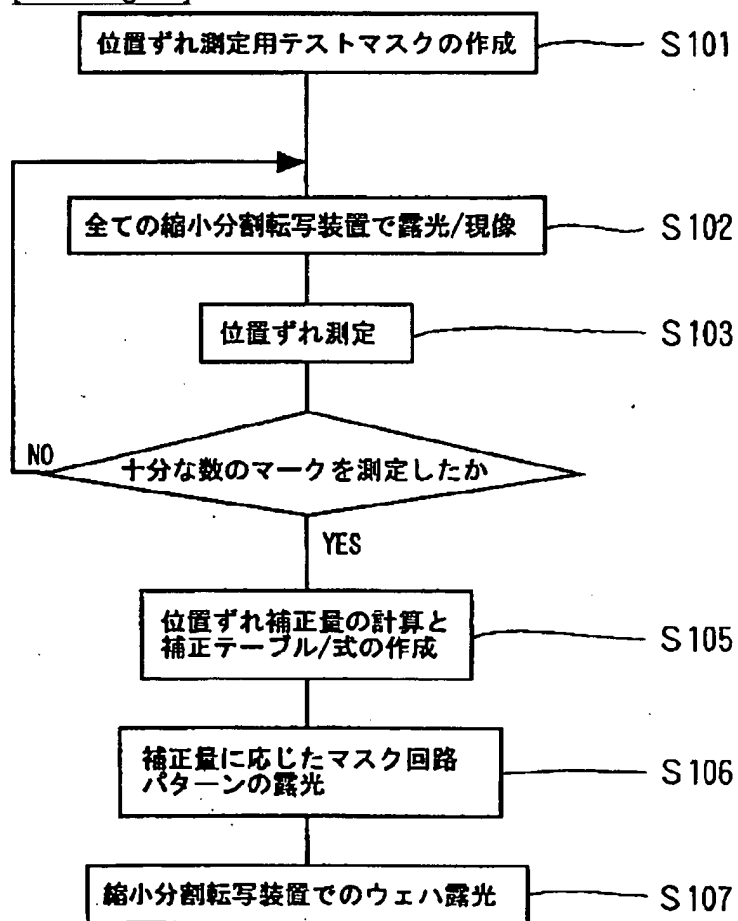 位置ずれ測定用テストマスクの作成
S101
全ての縮小分割転写装置で露光/現像
S102
位置ずれ測定
S103
NO
十分な数のマークを測定したか
YES
位置ずれ補正量の計算と
補正テーブル/式の作成
S105
補正量に応じたマスク回路
パターンの露光
S106
縮小分割転写装置でのウェハ露光
S107